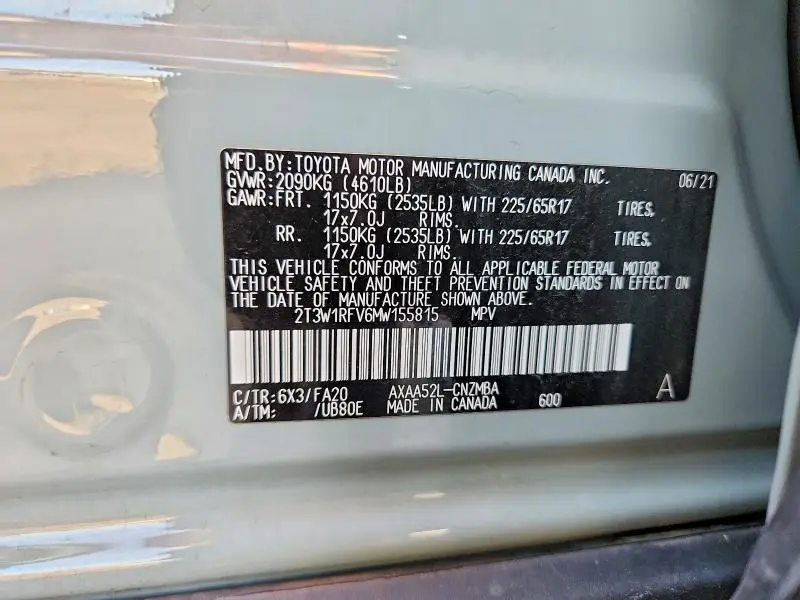 MFD.BY:TOYOTA MOTOR MANUFACTURING CANADA INC. 06/21
GVWR:2090KG (4610LB)
GAWR:FRT. 1150KG (2535LB) WITH 225/65R17 TIRES,
17x7.0J RIMS.
RR. 1150KG (2535LB) WITH 225/65R17 TIRES,
17x7.0J RIMS.
THIS VEHICLE CONFORMS TO ALL APPLICABLE FEDERAL MOTOR
VEHICLE SAFETY AND THEFT PREVENTION STANDARDS IN EFFECT ON
THE DATE OF MANUFACTURE SHOWN ABOVE.
2T3W1RFV6MW155815 MPV
C/TR:6X3/FA20 AXAA52L-CNZMBA A
A/TM: /UB80E MADE IN CANADA 600